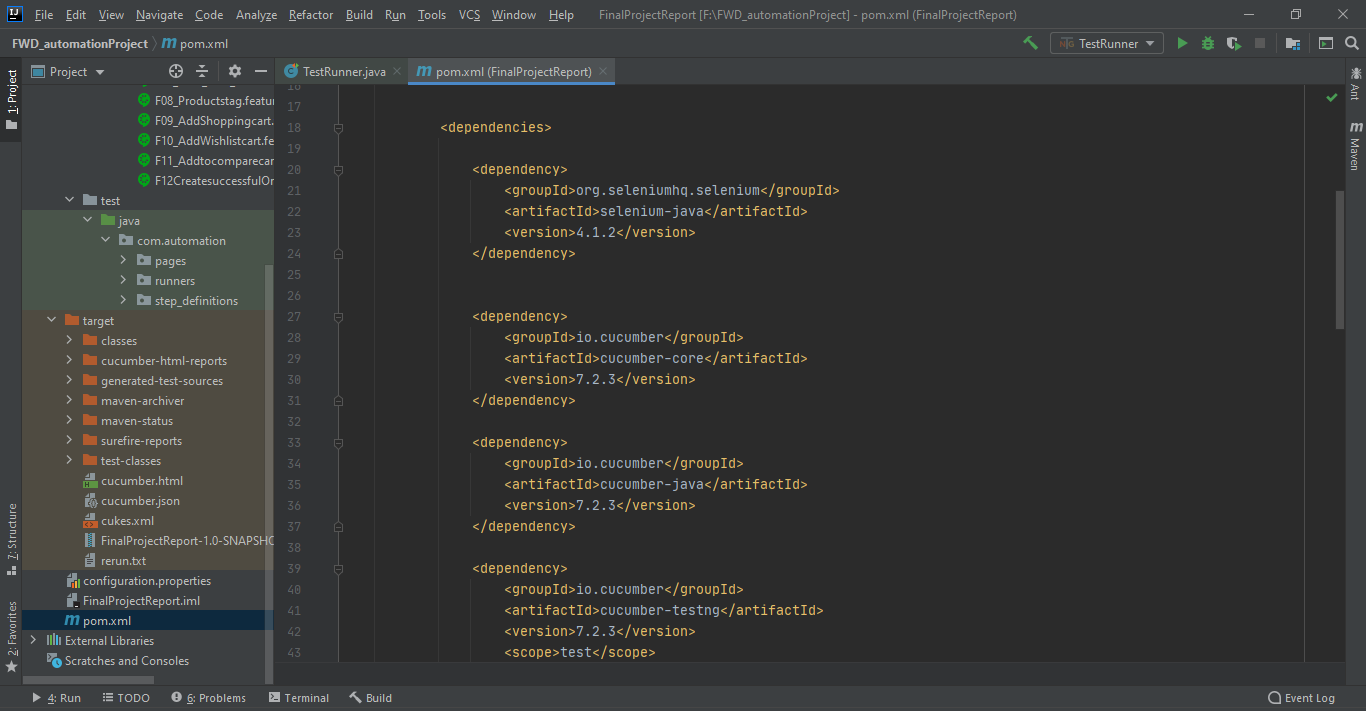 File Edit View Navigate Code Analyze Refactor Build Run Tools VCS Window Help FinalProjectReport [F:\FWD_automationProject] - pom.xml (FinalProjectReport)
FWD_automationProject pom.xml
TestRunner
1: Project
7: Structure
2: Favorites
Project
F08_Productstag.featu
F09_AddShoppingcart.
F10_AddWishlistcart.fe
F11_Addtocomparecar
F12CreatesuccessfulOr
test
java
com.automation
pages
runners
step_definitions
target
classes
cucumber-html-reports
generated-test-sources
maven-archiver
maven-status
surefire-reports
test-classes
cucumber.html
cucumber.json
cukes.xml
FinalProjectReport-1.0-SNAPSHO
rerun.txt
configuration.properties
FinalProjectReport.iml
pom.xml
External Libraries
Scratches and Consoles
TestRunner.java pom.xml (FinalProjectReport)
16
17
18 <dependencies>
19
20 <dependency>
21 <groupId>org.seleniumhq.selenium</groupId>
22 <artifactId>selenium-java</artifactId>
23 <version>4.1.2</version>
24 </dependency>
25
26
27 <dependency>
28 <groupId>io.cucumber</groupId>
29 <artifactId>cucumber-core</artifactId>
30 <version>7.2.3</version>
31 </dependency>
32
33 <dependency>
34 <groupId>io.cucumber</groupId>
35 <artifactId>cucumber-java</artifactId>
36 <version>7.2.3</version>
37 </dependency>
38
39 <dependency>
40 <groupId>io.cucumber</groupId>
41 <artifactId>cucumber-testng</artifactId>
42 <version>7.2.3</version>
43 <scope>test</scope>
Ant
Maven
4: Run TODO 6: Problems Terminal Build Event Log